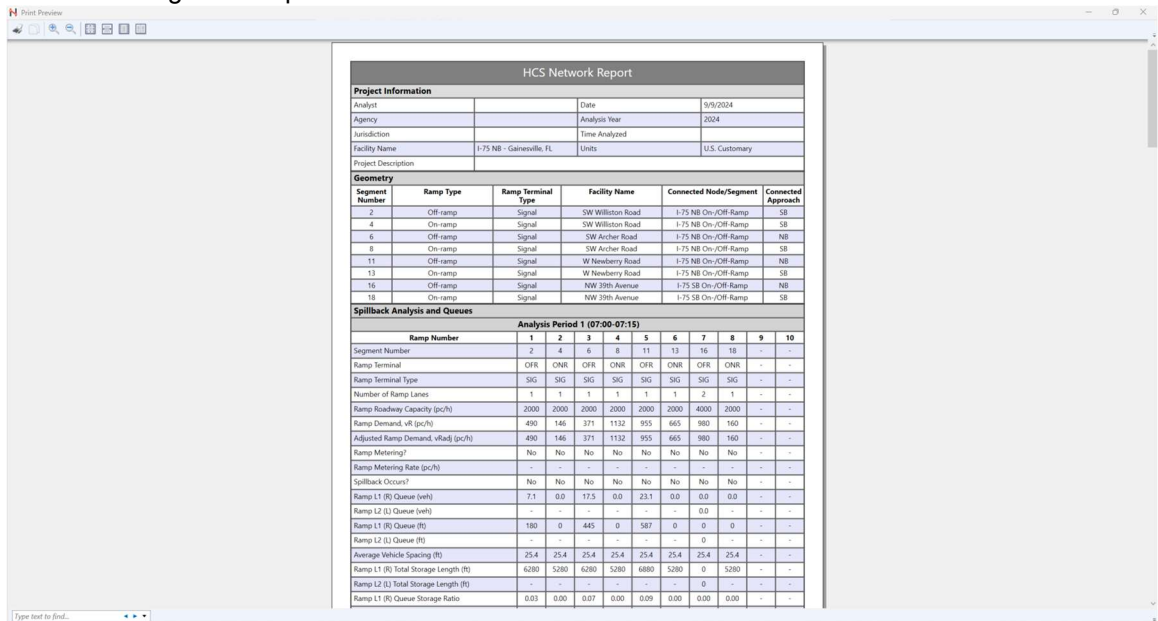 Print Preview
HCS Network Report
Project Information
Analyst Date 9/9/2024
Agency Analysis Year 2024
Jurisdiction Time Analyzed
Facility Name I-75 NB - Gainesville, FL Units U.S. Customary
Project Description
Geometry
Segment Number Ramp Type Ramp Terminal Type Facility Name Connected Node/Segment Connected Approach
2 Off-ramp Signal SW Williston Road I-75 NB On-/Off-Ramp SB
4 On-ramp Signal SW Williston Road I-75 NB On-/Off-Ramp SB
6 Off-ramp Signal SW Archer Road I-75 NB On-/Off-Ramp NB
8 On-ramp Signal SW Archer Road I-75 NB On-/Off-Ramp SB
11 Off-ramp Signal W Newberry Road I-75 NB On-/Off-Ramp NB
13 On-ramp Signal W Newberry Road I-75 NB On-/Off-Ramp SB
16 Off-ramp Signal NW 39th Avenue I-75 SB On-/Off-Ramp NB
18 On-ramp Signal NW 39th Avenue I-75 SB On-/Off-Ramp SB
Spillback Analysis and Queues
Analysis Period 1 (07:00-07:15)
Ramp Number 1 2 3 4 5 6 7 8 9 10
Segment Number 2 4 6 8 11 13 16 18 - -
Ramp Terminal OFR ONR OFR ONR OFR ONR OFR ONR - -
Ramp Terminal Type SIG SIG SIG SIG SIG SIG SIG SIG - -
Number of Ramp Lanes 1 1 1 1 1 1 2 1 - -
Ramp Roadway Capacity (pc/h) 2000 2000 2000 2000 2000 2000 4000 2000 - -
Ramp Demand, vR (pc/h) 490 146 371 1132 955 665 980 160 - -
Adjusted Ramp Demand, vRadj (pc/h) 490 146 371 1132 955 665 980 160 - -
Ramp Metering? No No No No No No No No - -
Ramp Metering Rate (pc/h) - - - - - - - - - -
Spillback Occurs? No No No No No No No No - -
Ramp L1 (R) Queue (veh) 7.1 0.0 17.5 0.0 23.1 0.0 0.0 0.0 - -
Ramp L2 (L) Queue (veh) - - - - - - 0.0 - - -
Ramp L1 (R) Queue (ft) 180 0 445 0 587 0 0 0 - -
Ramp L2 (L) Queue (ft) - - - - - - 0 - - -
Average Vehicle Spacing (ft) 25.4 25.4 25.4 25.4 25.4 25.4 25.4 25.4 - -
Ramp L1 (R) Total Storage Length (ft) 6280 5280 6280 5280 6880 5280 0 5280 - -
Ramp L2 (L) Total Storage Length (ft) - - - - - - 0 - - -
Ramp L1 (R) Queue Storage Ratio 0.03 0.00 0.07 0.00 0.09 0.00 0.00 0.00 - -
Type text to find...